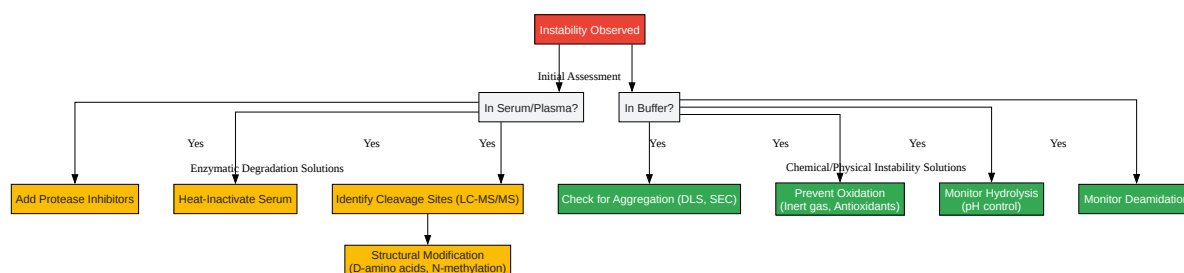 Instability Observed
Initial Assessment
In Serum/Plasma?
In Buffer?
Yes
Yes
Yes
Yes
Yes
Yes
Yes
Enzymatic Degradation Solutions
Chemical/Physical Instability Solutions
Add Protease Inhibitors
Heat-Inactivate Serum
Identify Cleavage Sites (LC-MS/MS)
Check for Aggregation (DLS, SEC)
Prevent Oxidation
(Inert gas, Antioxidants)
Monitor Hydrolysis
(pH control)
Monitor Deamidation
Structural Modification
(D-amino acids, N-methylation)